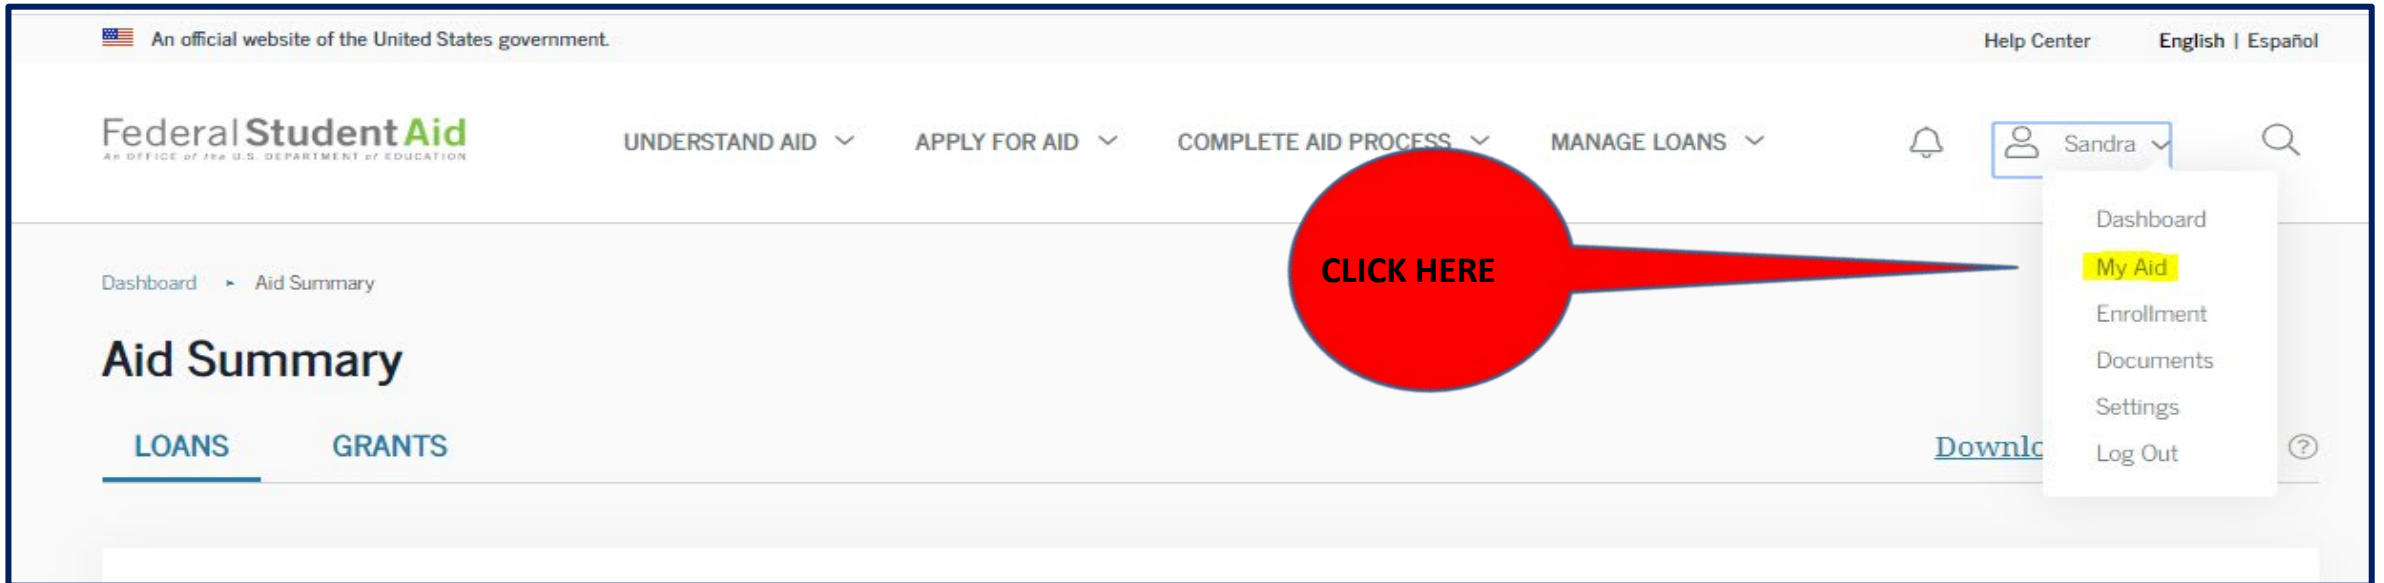 An official website of the United States government.
Help Center English | Español
Federal Student Aid
An OFFICE of the U.S. DEPARTMENT of EDUCATION
UNDERSTAND AID APPLY FOR AID COMPLETE AID PROCESS MANAGE LOANS Sandra
Dashboard
My Aid
Enrollment
Documents
Settings
Log Out
CLICK HERE
Dashboard ▸ Aid Summary
Aid Summary
LOANS GRANTS